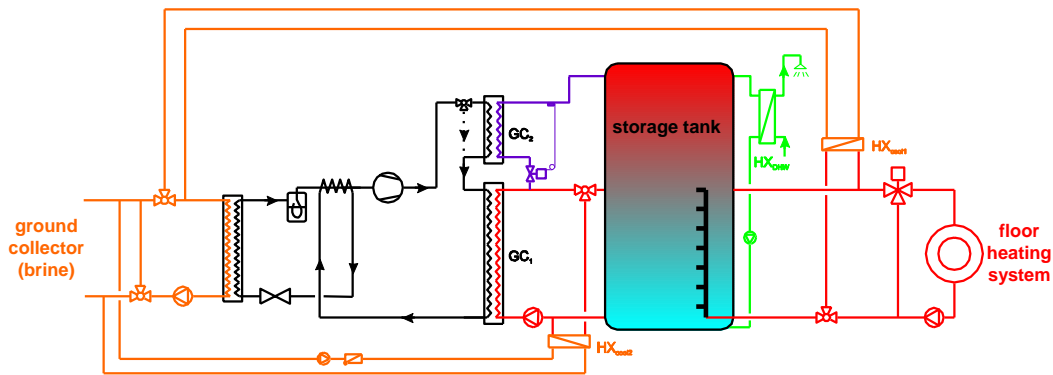 GC2
storage tank
HXDHW
HXcool1
ground
collector
(brine)
GC1
floor
heating
system
HXcool2